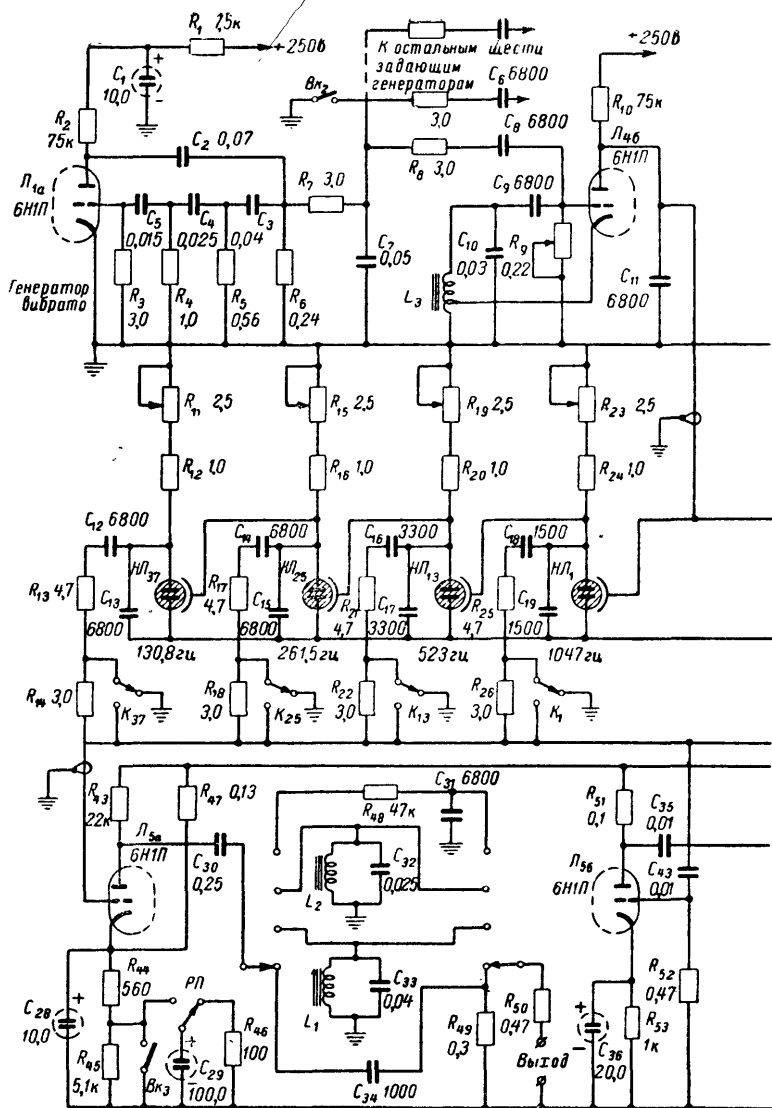 R₁ 7,5к
+250в
C₁
10,0
+
-
R₂
75к
C₂ 0,07
К остальным шести
задающим
генераторам
C₆ 6800
Вк₂
3,0
+250в
R₁₀ 75к
Л₄б
6Н1П
Л₁а
6Н1П
R₇ 3,0
R₈ 3,0
C₈ 6800
C₉ 6800
C₅
0,015
C₄
0,025
C₃
0,04
C₇
0,05
C₁₀
0,03
R₉
0,22
C₁₁
6800
L₃
Генератор
вибрато
R₃
3,0
R₄
1,0
R₅
0,56
R₆
0,24
R₁₁ 2,5
R₁₅ 2,5
R₁₉ 2,5
R₂₃ 2,5
R₁₂ 1,0
R₁₆ 1,0
R₂₀ 1,0
R₂₄ 1,0
C₁₂ 6800
C₁₄ 6800
C₁₆ 3300
C₁₈ 1500
R₁₃ 4,7
C₁₃
6800
НЛ₃₇
R₁₇
4,7
C₁₅
6800
НЛ₂₅
R₂₁
4,7
C₁₇
3300
НЛ₁₃
R₂₅
4,7
C₁₉
1500
НЛ₁
130,8гц
261,5гц
523гц
1047гц
R₁₄ 3,0
K₃₇
R₁₈
3,0
K₂₅
R₂₂
3,0
K₁₃
R₂₆
3,0
K₁
R₄₃
22к
R₄₇ 0,13
Л₅а
6Н1П
C₃₀
0,25
R₄₈ 47к
C₃₁ 6800
C₃₂
0,025
L₂
C₃₃
0,04
L₁
R₅₁
0,1
C₃₅
0,01
Л₅б
6Н1П
C₄₃
0,01
R₅₂
0,47
R₄₄
560
РП
C₂₈
10,0
+
R₄₅
5,1к
Вк₃
+
-
C₂₉
100,0
R₄₆
100
C₃₄ 1000
R₄₉
0,3
R₅₀
0,47
Выход
+
-
C₃₆
20,0
R₅₃
1к